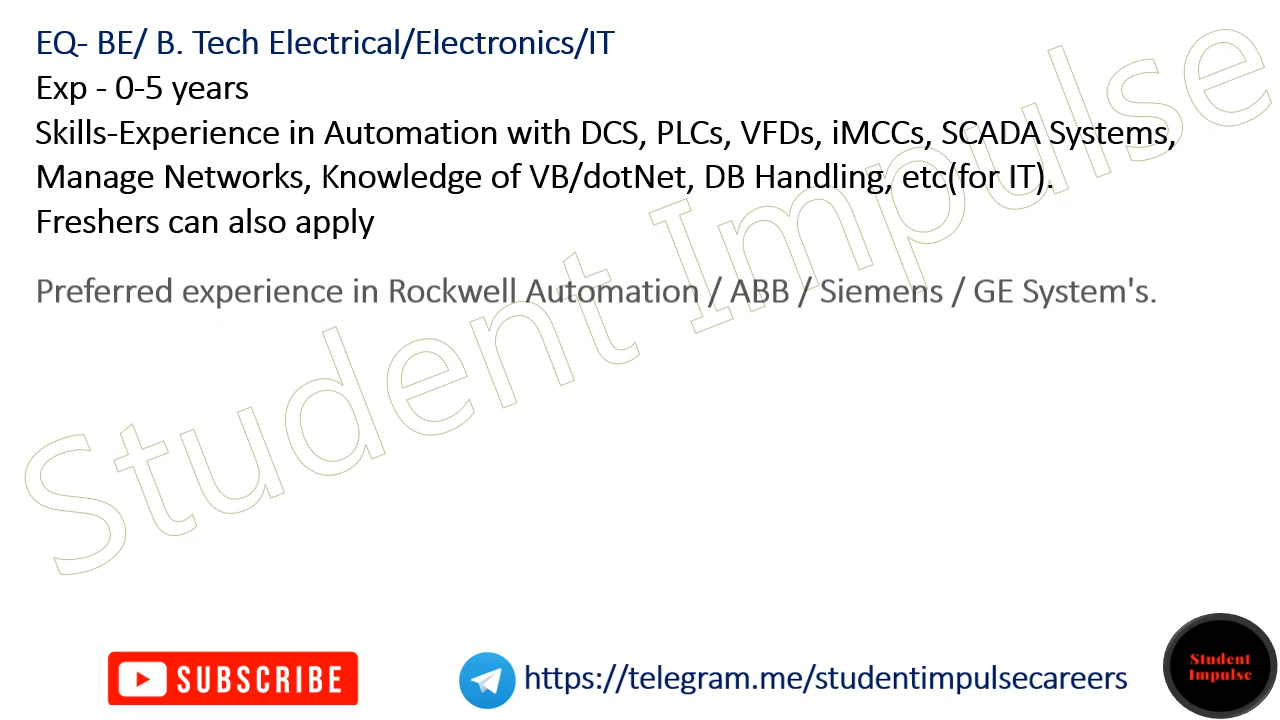 EQ- BE/ B. Tech Electrical/Electronics/IT
Exp - 0-5 years
Skills-Experience in Automation with DCS, PLCs, VFDs, iMCCs, SCADA Systems,
Manage Networks, Knowledge of VB/dotNet, DB Handling, etc(for IT).
Freshers can also apply
Preferred experience in Rockwell Automation / ABB / Siemens / GE System's.
Student Impulse
SUBSCRIBE
https://telegram.me/studentimpulsecareers
Student
Impulse